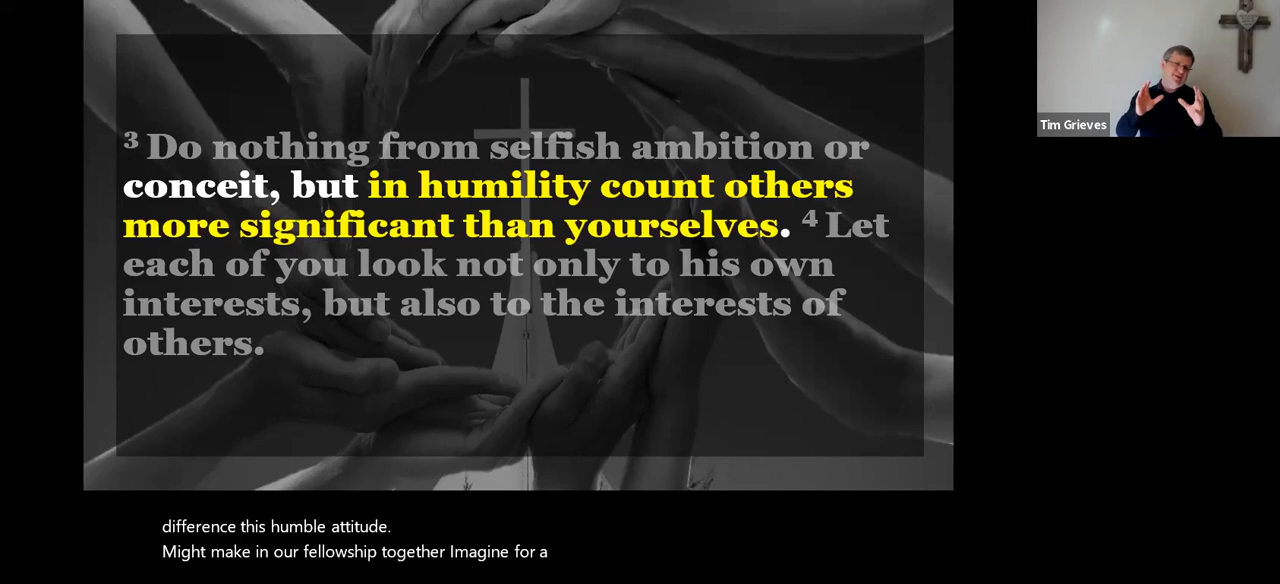 ³ Do nothing from selfish ambition or
conceit, but in humility count others
more significant than yourselves. ⁴ Let
each of you look not only to his own
interests, but also to the interests of
others.
Tim Grieves
difference this humble attitude.
Might make in our fellowship together Imagine for a